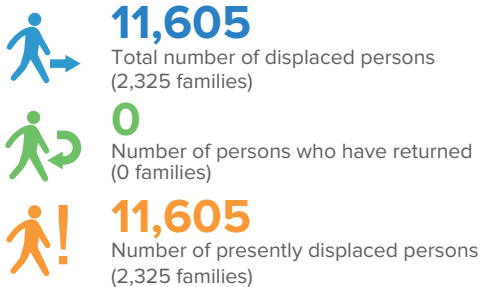 11,605
Total number of displaced persons
(2,325 families)
0
Number of persons who have returned
(0 families)
11,605
Number of presently displaced persons
(2,325 families)